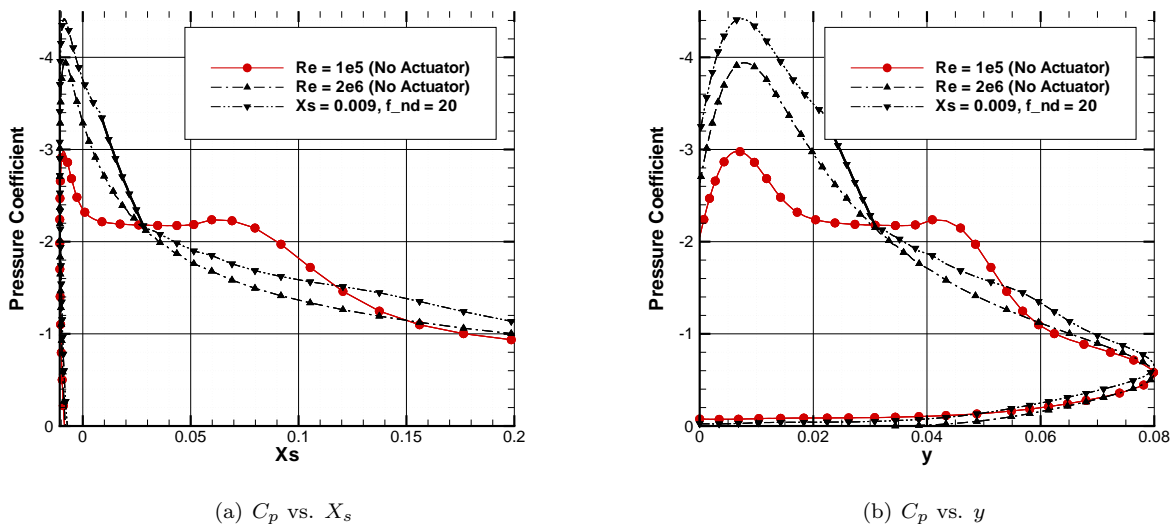 Pressure Coefficient
-4
-3
-2
-1
0
Re = 1e5 (No Actuator)
Re = 2e6 (No Actuator)
Xs = 0.009, f_nd = 20
0 0.05 0.1 0.15 0.2
Xs
(a) Cp vs. Xs
Pressure Coefficient
-4
-3
-2
-1
0
Re = 1e5 (No Actuator)
Re = 2e6 (No Actuator)
Xs = 0.009, f_nd = 20
0 0.02 0.04 0.06 0.08
y
(b) Cp vs. y